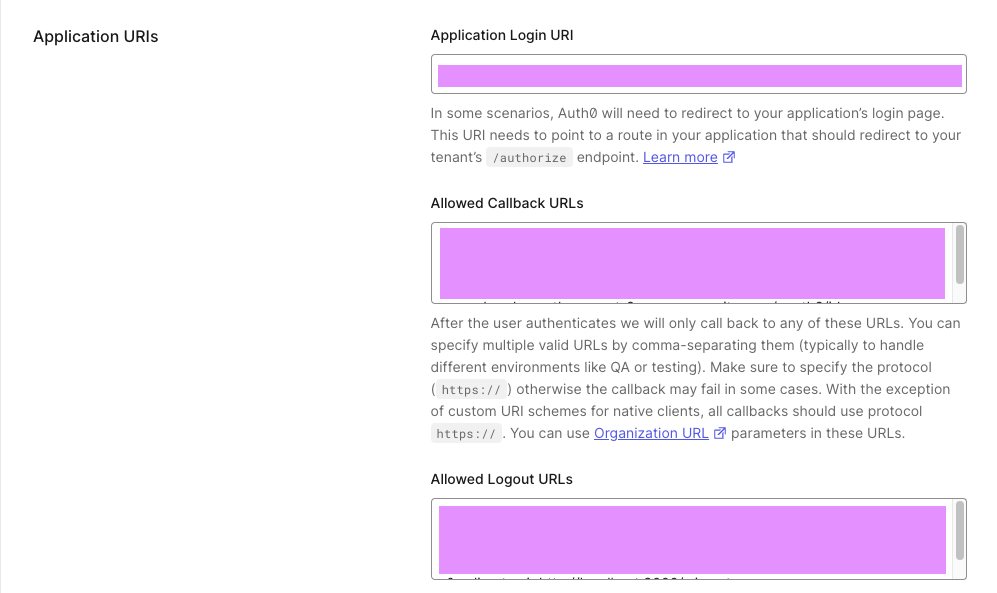 Application URIs
Application Login URI
In some scenarios, Auth0 will need to redirect to your application's login page.
This URI needs to point to a route in your application that should redirect to your
tenant's /authorize endpoint. Learn more
Allowed Callback URLs
After the user authenticates we will only call back to any of these URLs. You can
specify multiple valid URLs by comma-separating them (typically to handle
different environments like QA or testing). Make sure to specify the protocol
( https:// ) otherwise the callback may fail in some cases. With the exception
of custom URI schemes for native clients, all callbacks should use protocol
https:// . You can use Organization URL parameters in these URLs.
Allowed Logout URLs